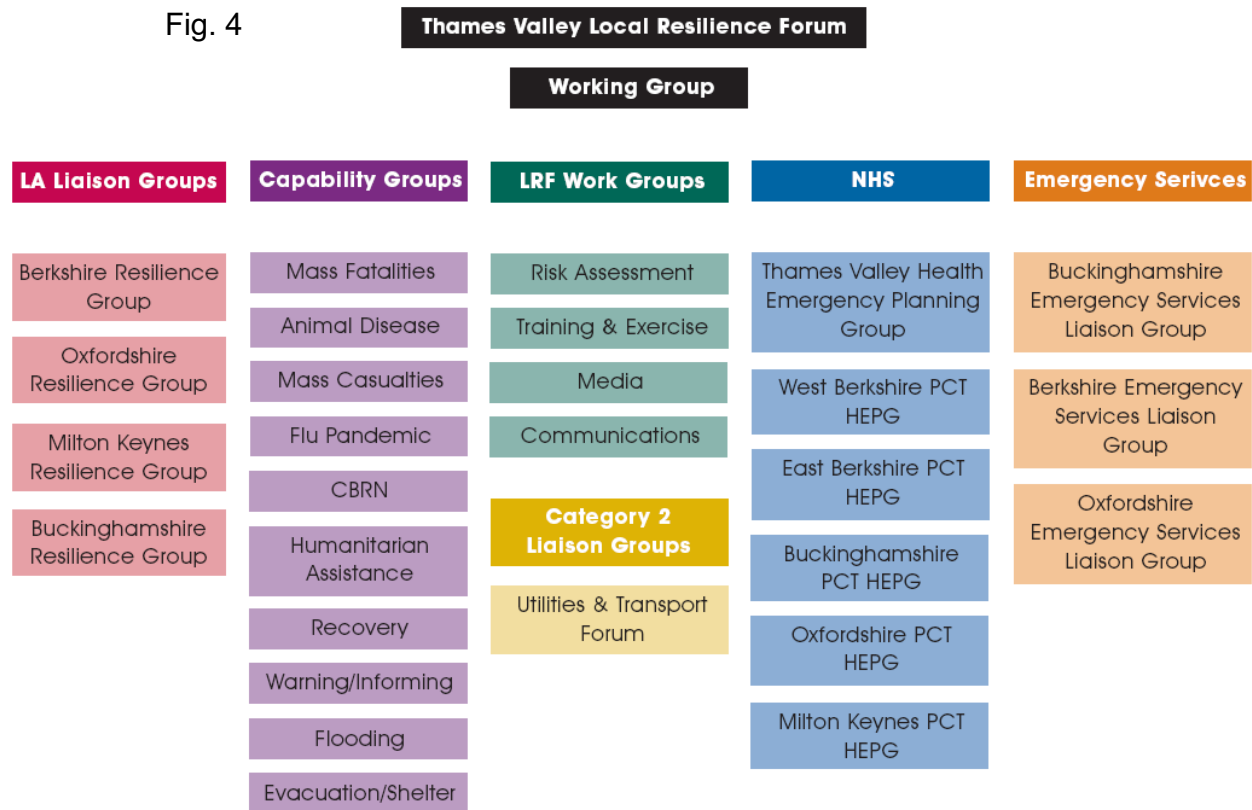 Fig. 4
Thames Valley Local Resilience Forum
Working Group
LA Liaison Groups
Berkshire Resilience
Group
Oxfordshire
Resilience Group
Milton Keynes
Resilience Group
Buckinghamshire
Resilience Group
Capability Groups
Mass Fatalities
Animal Disease
Mass Casualties
Flu Pandemic
CBRN
Humanitarian
Assistance
Recovery
Warning/Informing
Flooding
Evacuation/Shelter
LRF Work Groups
Risk Assessment
Training & Exercise
Media
Communications
Category 2
Liaison Groups
Utilities & Transport
Forum
NHS
Thames Valley Health
Emergency Planning
Group
West Berkshire PCT
HEPG
East Berkshire PCT
HEPG
Buckinghamshire
PCT HEPG
Oxfordshire PCT
HEPG
Milton Keynes PCT
HEPG
Emergency Serivces
Buckinghamshire
Emergency Services
Liaison Group
Berkshire Emergency
Services Liaison
Group
Oxfordshire
Emergency Services
Liaison Group